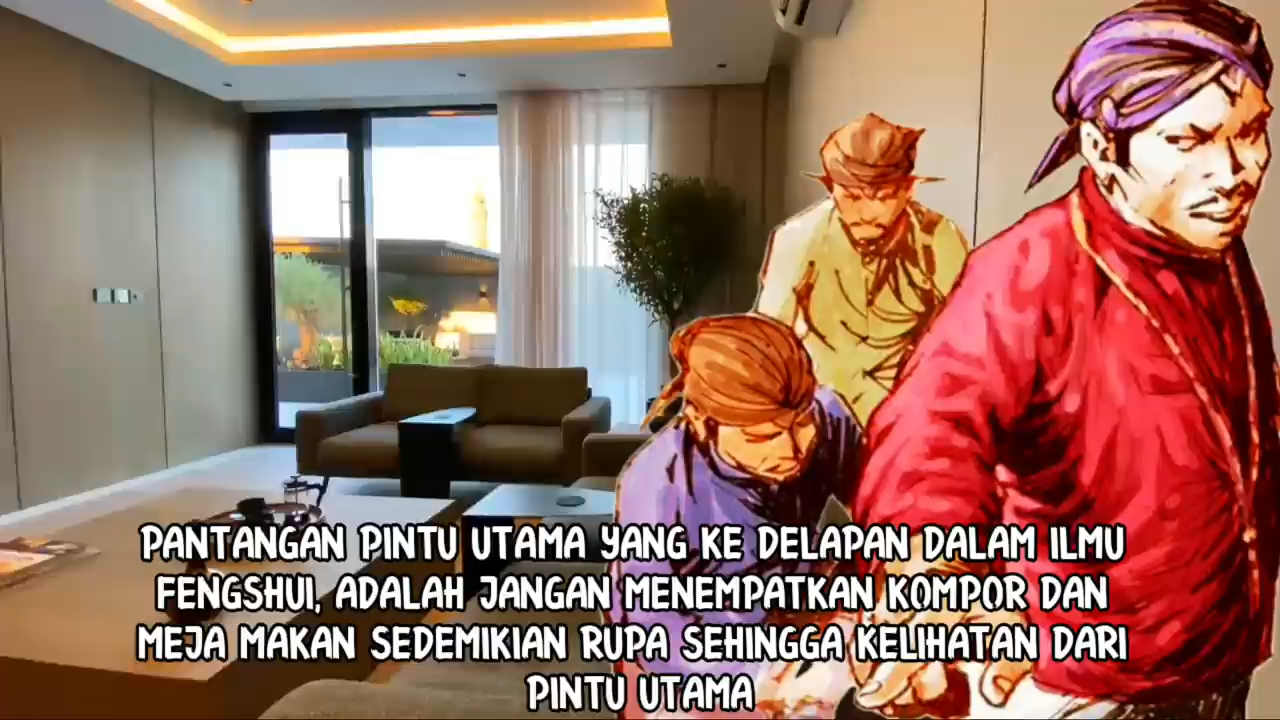 PANTANGAN PINTU UTAMA YANG KE DELAPAN DALAM ILMU
FENGSHUI, ADALAH JANGAN MENEMPATKAN KOMPOR DAN
MEJA MAKAN SEDEMIKIAN RUPA SEHINGGA KELIHATAN DARI
PINTU UTAMA